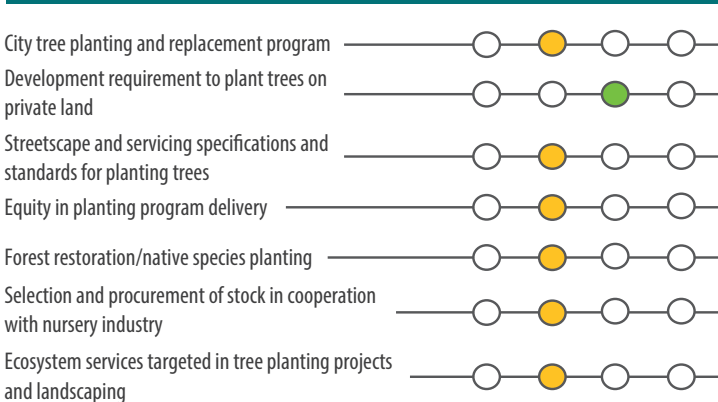 City tree planting and replacement program
Development requirement to plant trees on
private land
Streetscape and servicing specifications and
standards for planting trees
Equity in planting program delivery
Forest restoration/native species planting
Selection and procurement of stock in cooperation
with nursery industry
Ecosystem services targeted in tree planting projects
and landscaping